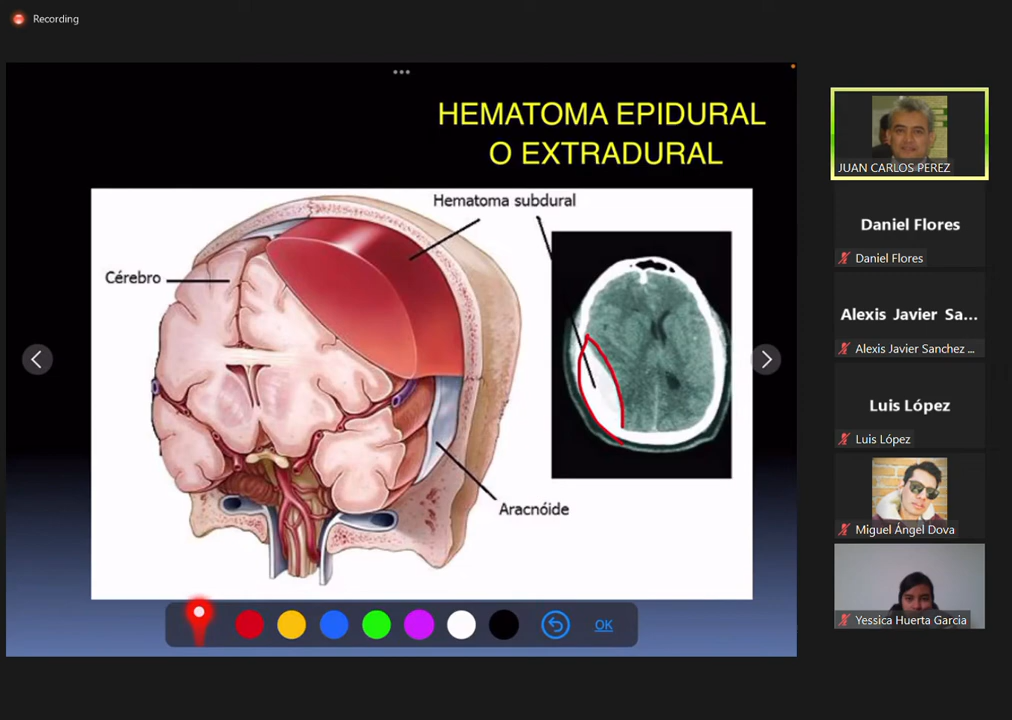 Recording
HEMATOMA EPIDURAL
O EXTRADURAL
Hematoma subdural
Cérebro
Aracnóide
OK
JUAN CARLOS PEREZ
Daniel Flores
Daniel Flores
Alexis Javier Sa...
Alexis Javier Sanchez ...
Luis López
Luis López
Miguel Ángel Dova
Yessica Huerta Garcia